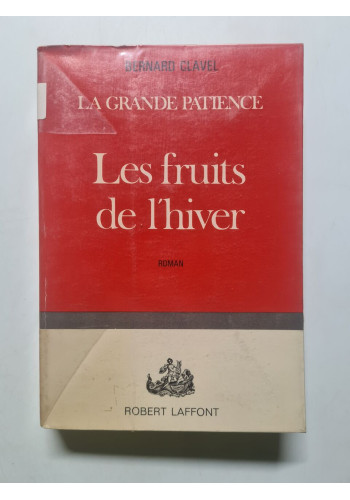 BERNARD CLAVEL
LA GRANDE PATIENCE
Les fruits
de l'hiver
ROMAN
ROBERT LAFFONT